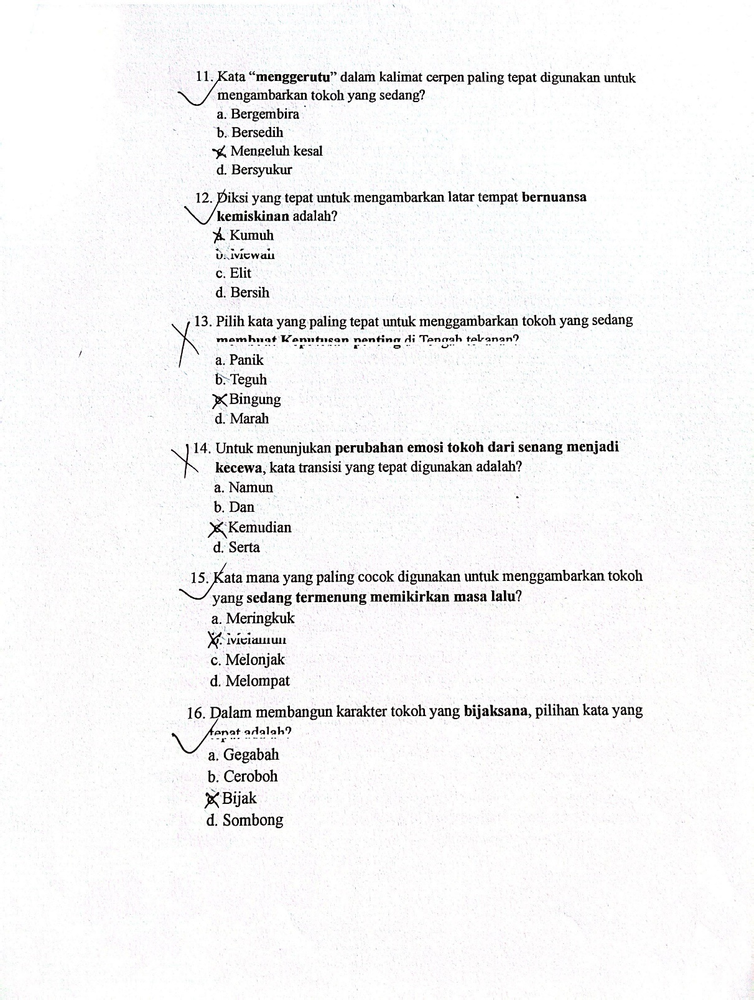 11. Kata “menggerutu” dalam kalimat cerpen paling tepat digunakan untuk
mengambarkan tokoh yang sedang?
a. Bergembira
b. Bersedih
c. Mengeluh kesal
d. Bersyukur
12. Diksi yang tepat untuk mengambarkan latar tempat bernuansa
kemiskinan adalah?
a. Kumuh
b. Mewah
c. Elit
d. Bersih
13. Pilih kata yang paling tepat untuk menggambarkan tokoh yang sedang
membuat Keputusan penting di Tengah tekanan?
a. Panik
b. Teguh
c. Bingung
d. Marah
14. Untuk menunjukan perubahan emosi tokoh dari senang menjadi
kecewa, kata transisi yang tepat digunakan adalah?
a. Namun
b. Dan
c. Kemudian
d. Serta
15. Kata mana yang paling cocok digunakan untuk menggambarkan tokoh
yang sedang termenung memikirkan masa lalu?
a. Meringkuk
b. Melamun
c. Melonjak
d. Melompat
16. Dalam membangun karakter tokoh yang bijaksana, pilihan kata yang
tepat adalah?
a. Gegabah
b. Ceroboh
c. Bijak
d. Sombong